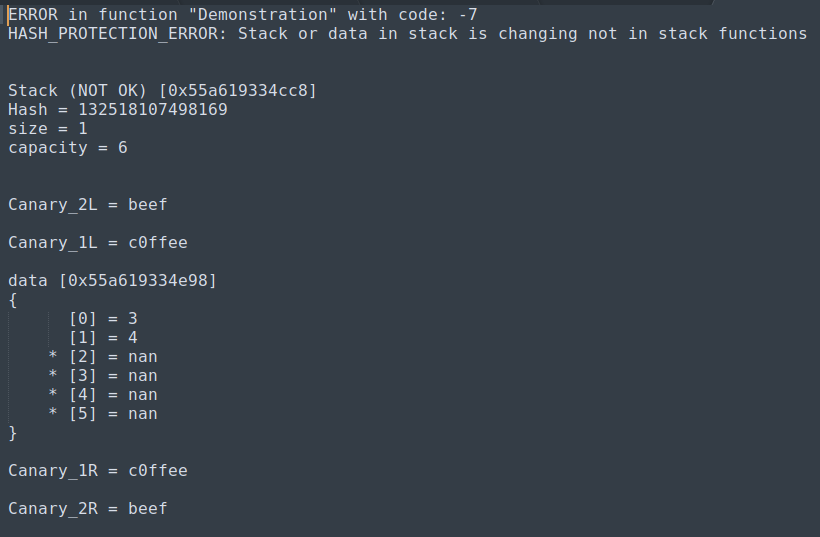 ERROR in function "Demonstration" with code: -7
HASH_PROTECTION_ERROR: Stack or data in stack is changing not in stack functions
Stack (NOT OK) [0x55a619334cc8]
Hash = 132518107498169
size = 1
capacity = 6
Canary_2L = beef
Canary_1L = c0ffee
data [0x55a619334e98]
{
      [0] = 3
      [1] = 4
    * [2] = nan
    * [3] = nan
    * [4] = nan
    * [5] = nan
}
Canary_1R = c0ffee
Canary_2R = beef